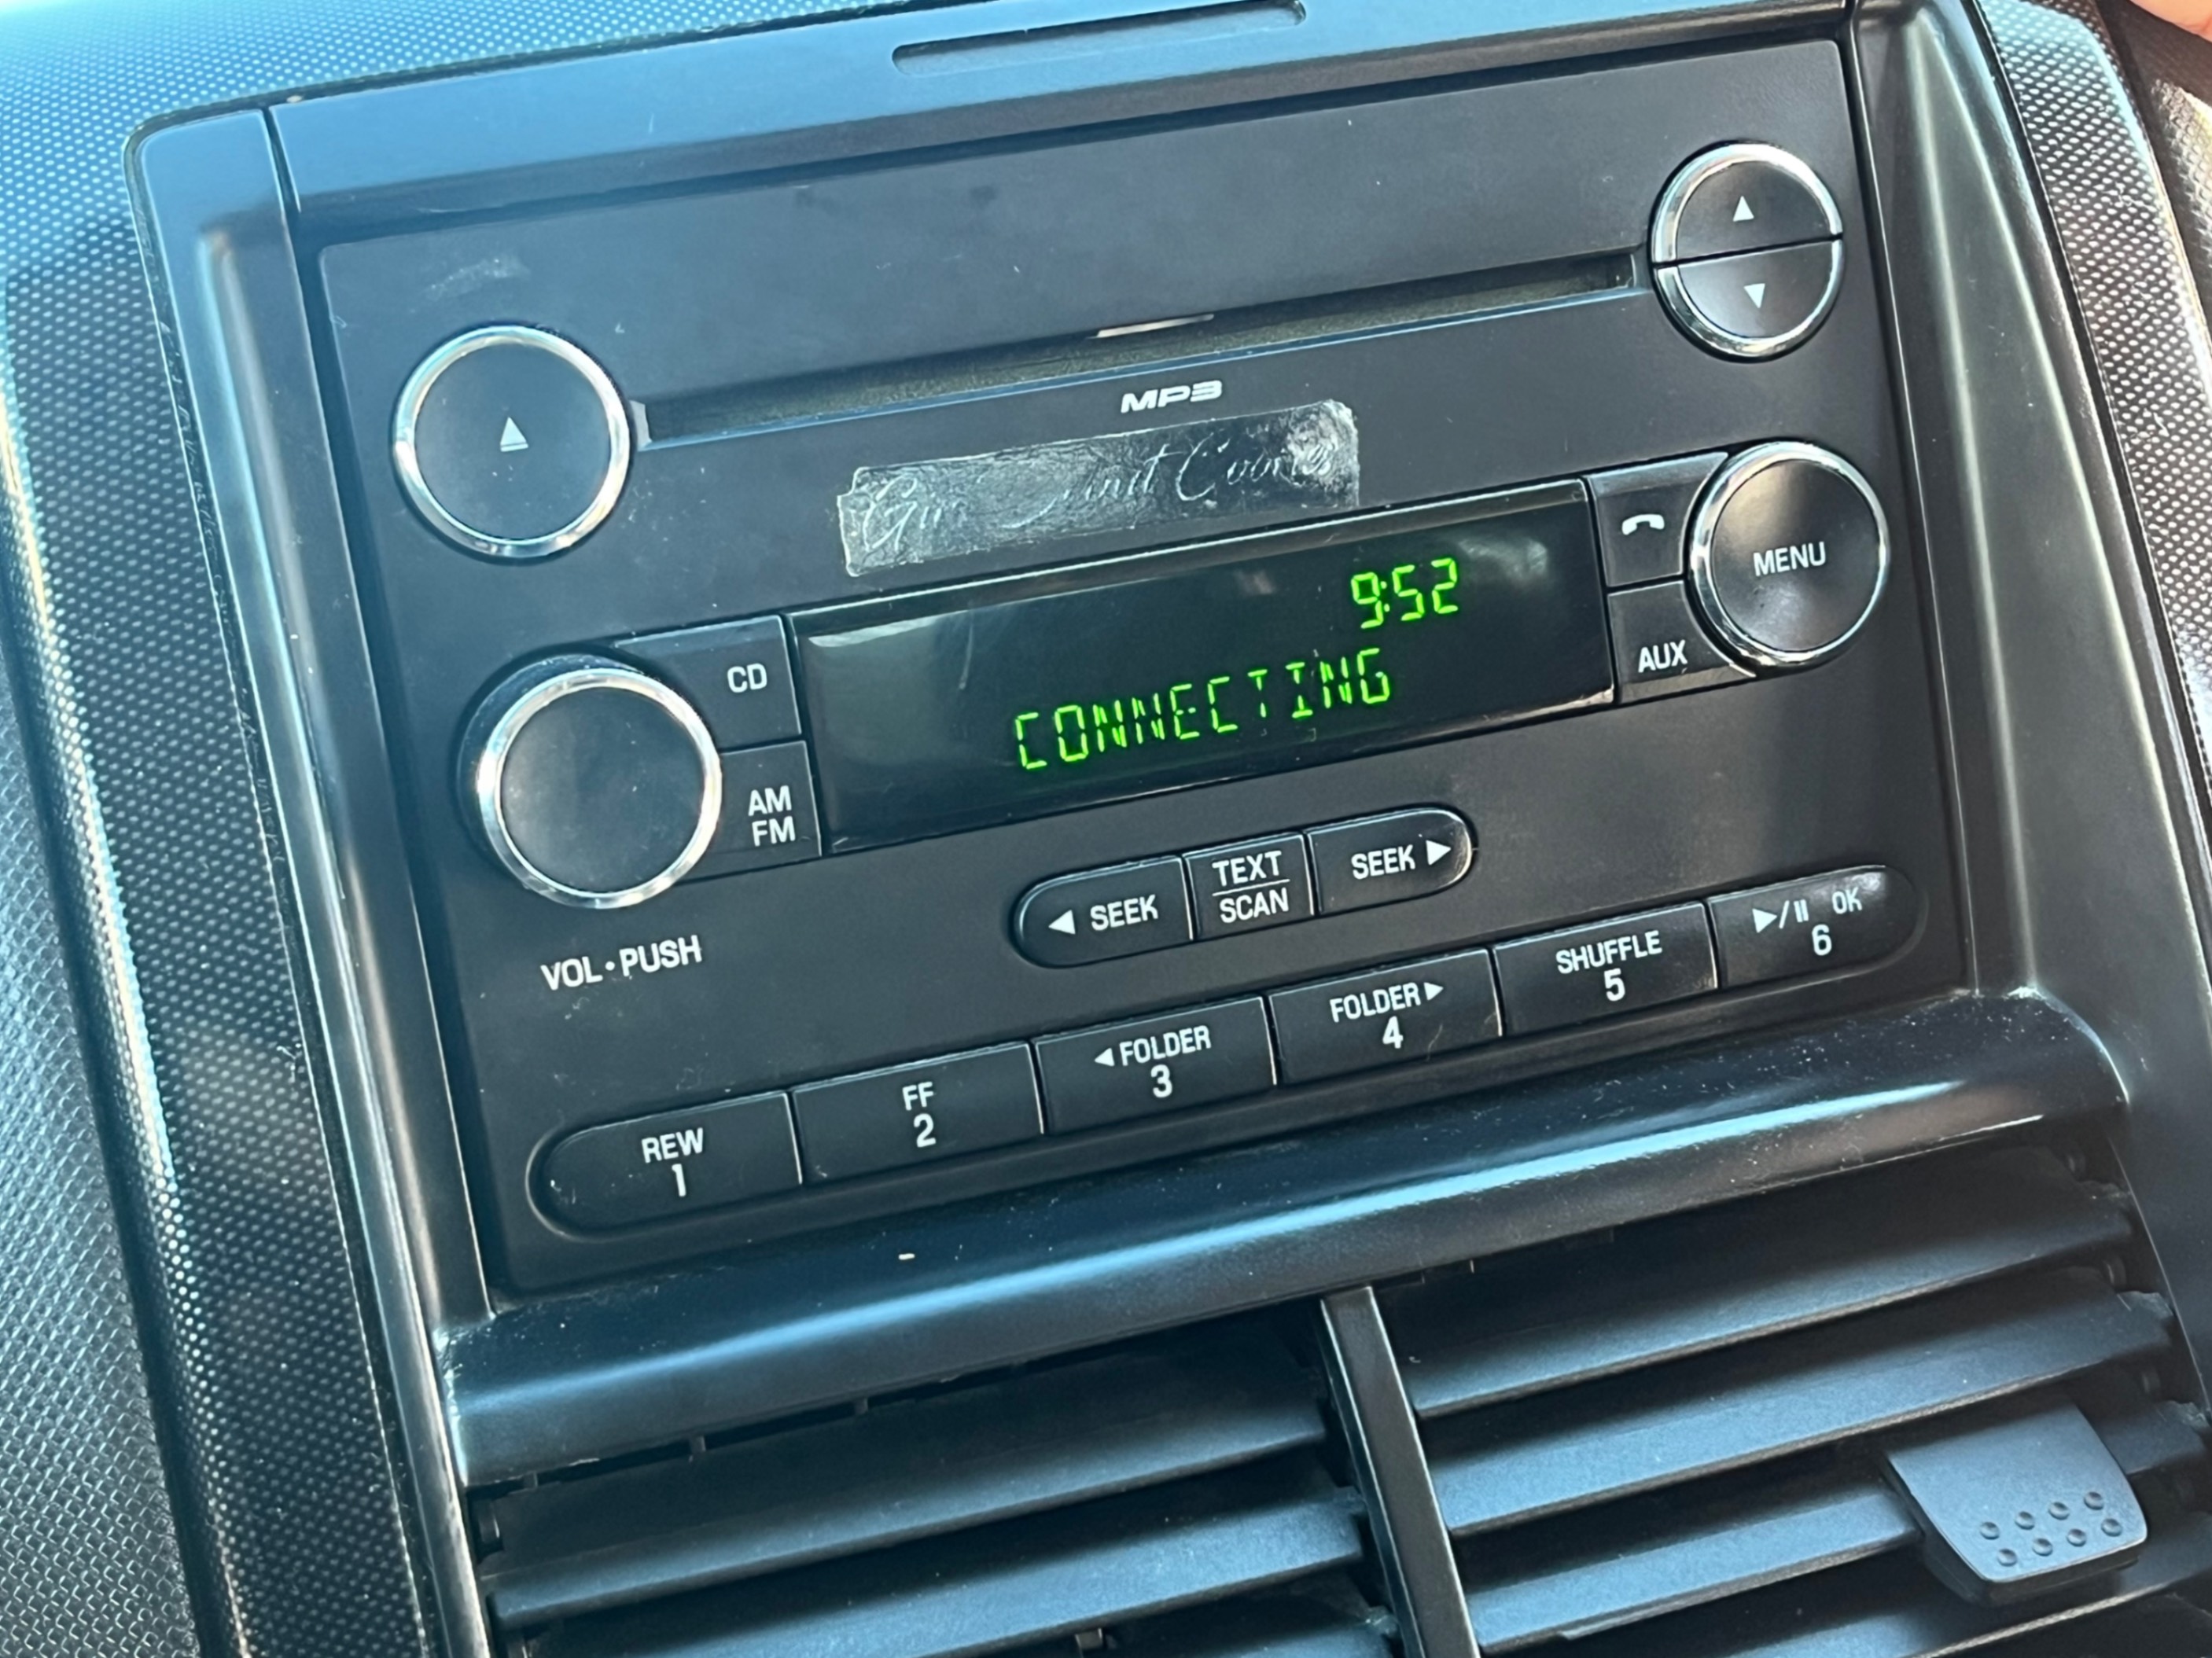 MP3
9:52
MENU
CONNECTING
CD
AUX
AM
FM
SEEK
TEXT
SCAN
SEEK
VOL•PUSH
REW
1
FF
2
FOLDER
3
FOLDER
4
SHUFFLE
5
OK
6